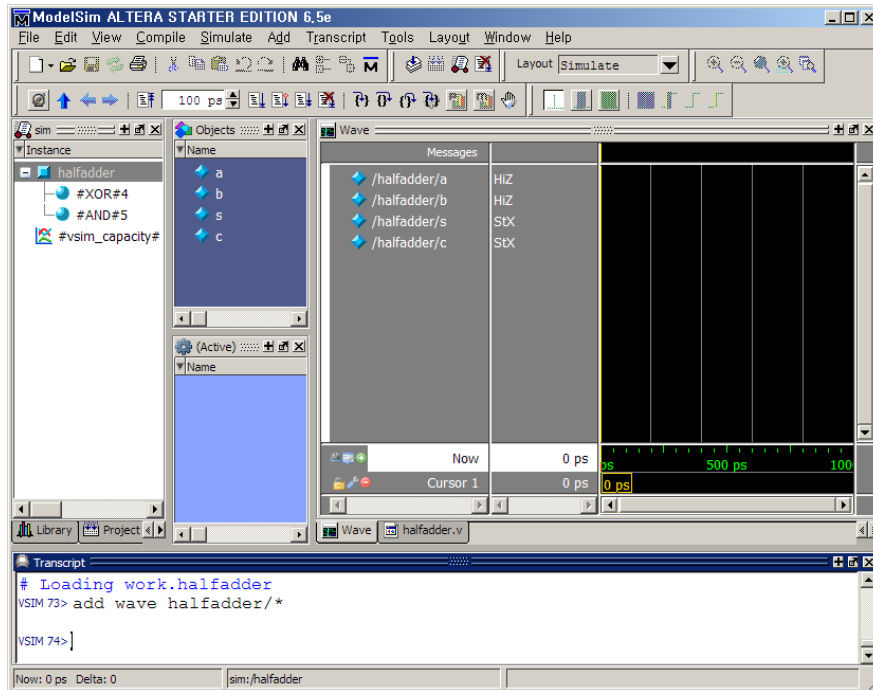 ModelSim ALTERA STARTER EDITION 6.5e
File Edit View Compile Simulate Add Transcript Tools Layout Window Help
Layout Simulate
100 ps
sim
Instance
halfadder
#XOR#4
#AND#5
#vsim_capacity#
Library Project
Objects
Name
a
b
s
c
(Active)
Name
Wave
Messages
/halfadder/a HiZ
/halfadder/b HiZ
/halfadder/s StX
/halfadder/c StX
Now 0 ps
ps 500 ps 100
Cursor 1 0 ps 0 ps
Wave halfadder.v
Transcript
# Loading work.halfadder
VSIM 73> add wave halfadder/*
VSIM 74>
Now: 0 ps Delta: 0 sim:/halfadder